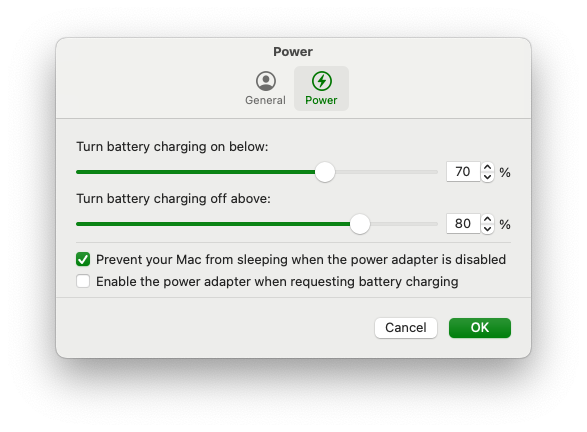 Power
General
Power
Turn battery charging on below:
70 %
Turn battery charging off above:
80 %
Prevent your Mac from sleeping when the power adapter is disabled
Enable the power adapter when requesting battery charging
Cancel
OK